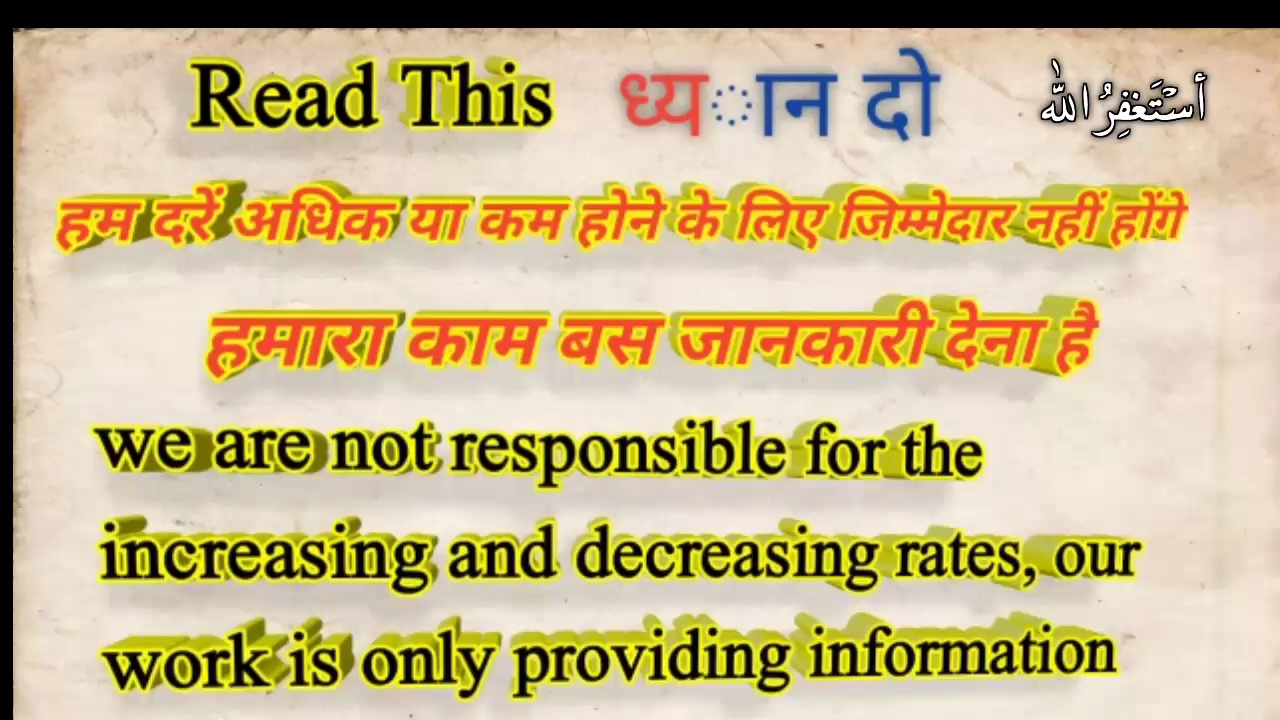 Read This ध्यान दो أَسْتَغْفِرُ اللّٰه
हम दरें अधिक या कम होने के लिए जिम्मेदार नहीं होंगे
हमारा काम बस जानकारी देना है
we are not responsible for the
increasing and decreasing rates, our
work is only providing information